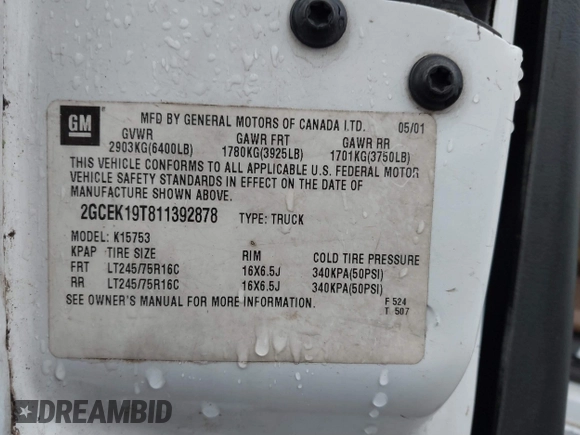 GM
MFD BY GENERAL MOTORS OF CANADA LTD. 05/01
GVWR GAWR FRT GAWR RR
2903KG(6400LB) 1780KG(3925LB) 1701KG(3750LB)
THIS VEHICLE CONFORMS TO ALL APPLICABLE U.S. FEDERAL MOTOR
VEHICLE SAFETY STANDARDS IN EFFECT ON THE DATE OF
MANUFACTURE SHOWN ABOVE.
2GCEK19T811392878 TYPE: TRUCK
MODEL: K15753
KPAP TIRE SIZE RIM COLD TIRE PRESSURE
FRT LT245/75R16C 16X6.5J 340KPA(50PSI)
RR LT245/75R16C 16X6.5J 340KPA(50PSI)
SEE OWNER'S MANUAL FOR MORE INFORMATION. F 524
T 507
DREAMBID